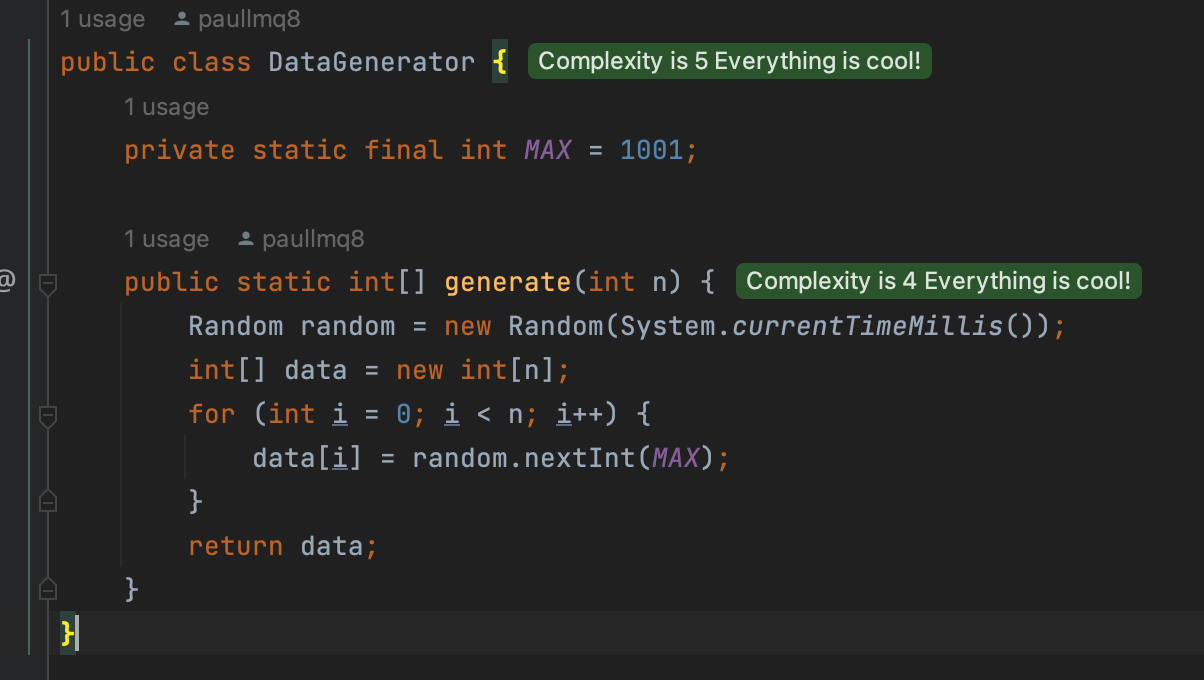 1 usage paullmq8
public class DataGenerator { Complexity is 5 Everything is cool!
1 usage
private static final int MAX = 1001;
1 usage paullmq8
@ public static int[] generate(int n) { Complexity is 4 Everything is cool!
Random random = new Random(System.currentTimeMillis());
int[] data = new int[n];
for (int i = 0; i < n; i++) {
data[i] = random.nextInt(MAX);
}
return data;
}
}